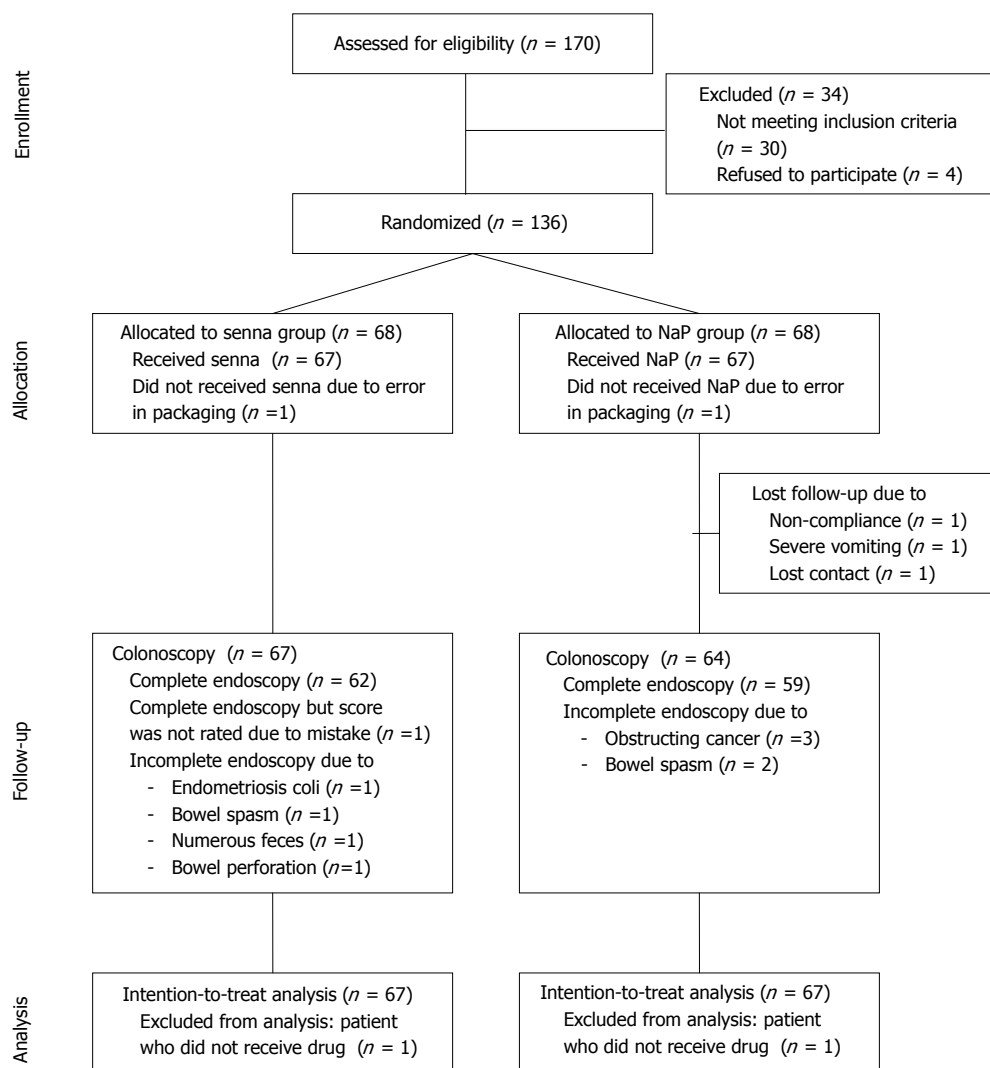 Enrollment
Assessed for eligibility (n = 170)
Excluded (n = 34)
Not meeting inclusion criteria
(n = 30)
Refused to participate (n = 4)
Randomized (n = 136)
Allocation
Allocated to senna group (n = 68)
Received senna (n = 67)
Did not received senna due to error
in packaging (n =1)
Allocated to NaP group (n = 68)
Received NaP (n = 67)
Did not received NaP due to error
in packaging (n =1)
Lost follow-up due to
Non-compliance (n = 1)
Severe vomiting (n = 1)
Lost contact (n = 1)
Follow-up
Colonoscopy (n = 67)
Complete endoscopy (n = 62)
Complete endoscopy but score
was not rated due to mistake (n =1)
Incomplete endoscopy due to
- Endometriosis coli (n =1)
- Bowel spasm (n =1)
- Numerous feces (n =1)
- Bowel perforation (n=1)
Colonoscopy (n = 64)
Complete endoscopy (n = 59)
Incomplete endoscopy due to
- Obstructing cancer (n =3)
- Bowel spasm (n = 2)
Analysis
Intention-to-treat analysis (n = 67)
Excluded from analysis: patient
who did not receive drug (n = 1)
Intention-to-treat analysis (n = 67)
Excluded from analysis: patient
who did not receive drug (n = 1)